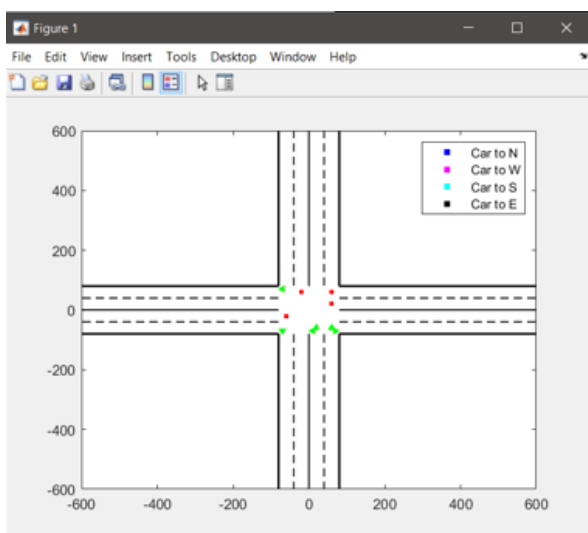 Figure 1
File Edit View Insert Tools Desktop Window Help
600
400
200
0
-200
-400
-600
-600 -400 -200 0 200 400 600
Car to N
Car to W
Car to S
Car to E